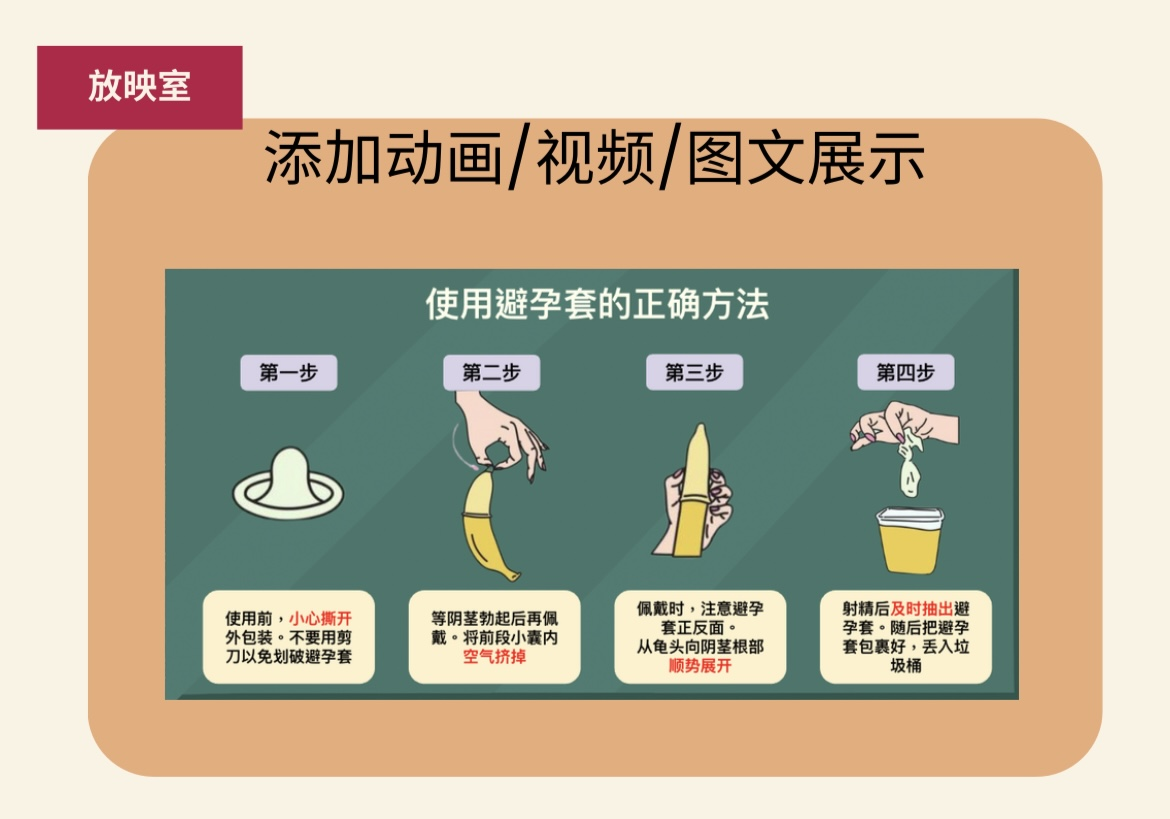 放映室
添加动画/视频/图文展示
使用避孕套的正确方法
第一步
第二步
第三步
第四步
使用前，小心撕开
外包装。不要用剪
刀以免划破避孕套
等阴茎勃起后再佩
戴。将前段小囊内
空气挤掉
佩戴时，注意避孕
套正反面。
从龟头向阴茎根部
顺势展开
射精后及时抽出避
孕套。随后把避孕
套包裹好，丢入垃
圾桶